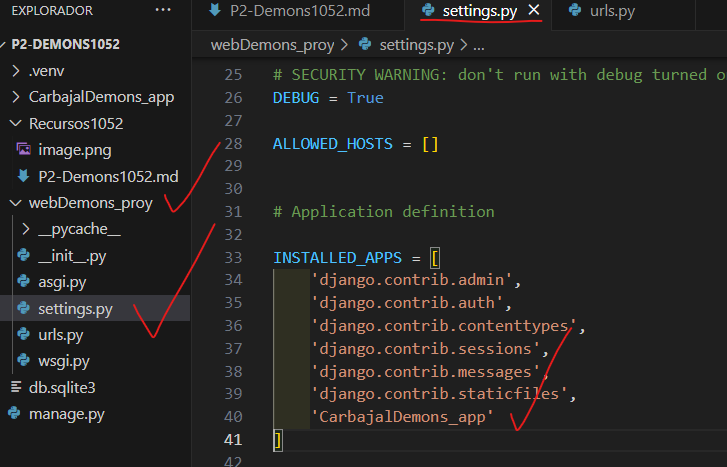 EXPLORADOR ...
P2-DEMONS1052
.venv
CarbajalDemons_app
Recursos1052
image.png
P2-Demons1052.md
webDemons_proy
__pycache__
__init__.py
asgi.py
settings.py
urls.py
wsgi.py
db.sqlite3
manage.py
P2-Demons1052.md
settings.py
urls.py
webDemons_proy > settings.py > ...
25 # SECURITY WARNING: don't run with debug turned o
26 DEBUG = True
27
28 ALLOWED_HOSTS = []
29
30
31 # Application definition
32
33 INSTALLED_APPS = [
34 'django.contrib.admin',
35 'django.contrib.auth',
36 'django.contrib.contenttypes',
37 'django.contrib.sessions',
38 'django.contrib.messages',
39 'django.contrib.staticfiles',
40 'CarbajalDemons_app'
41 ]
42